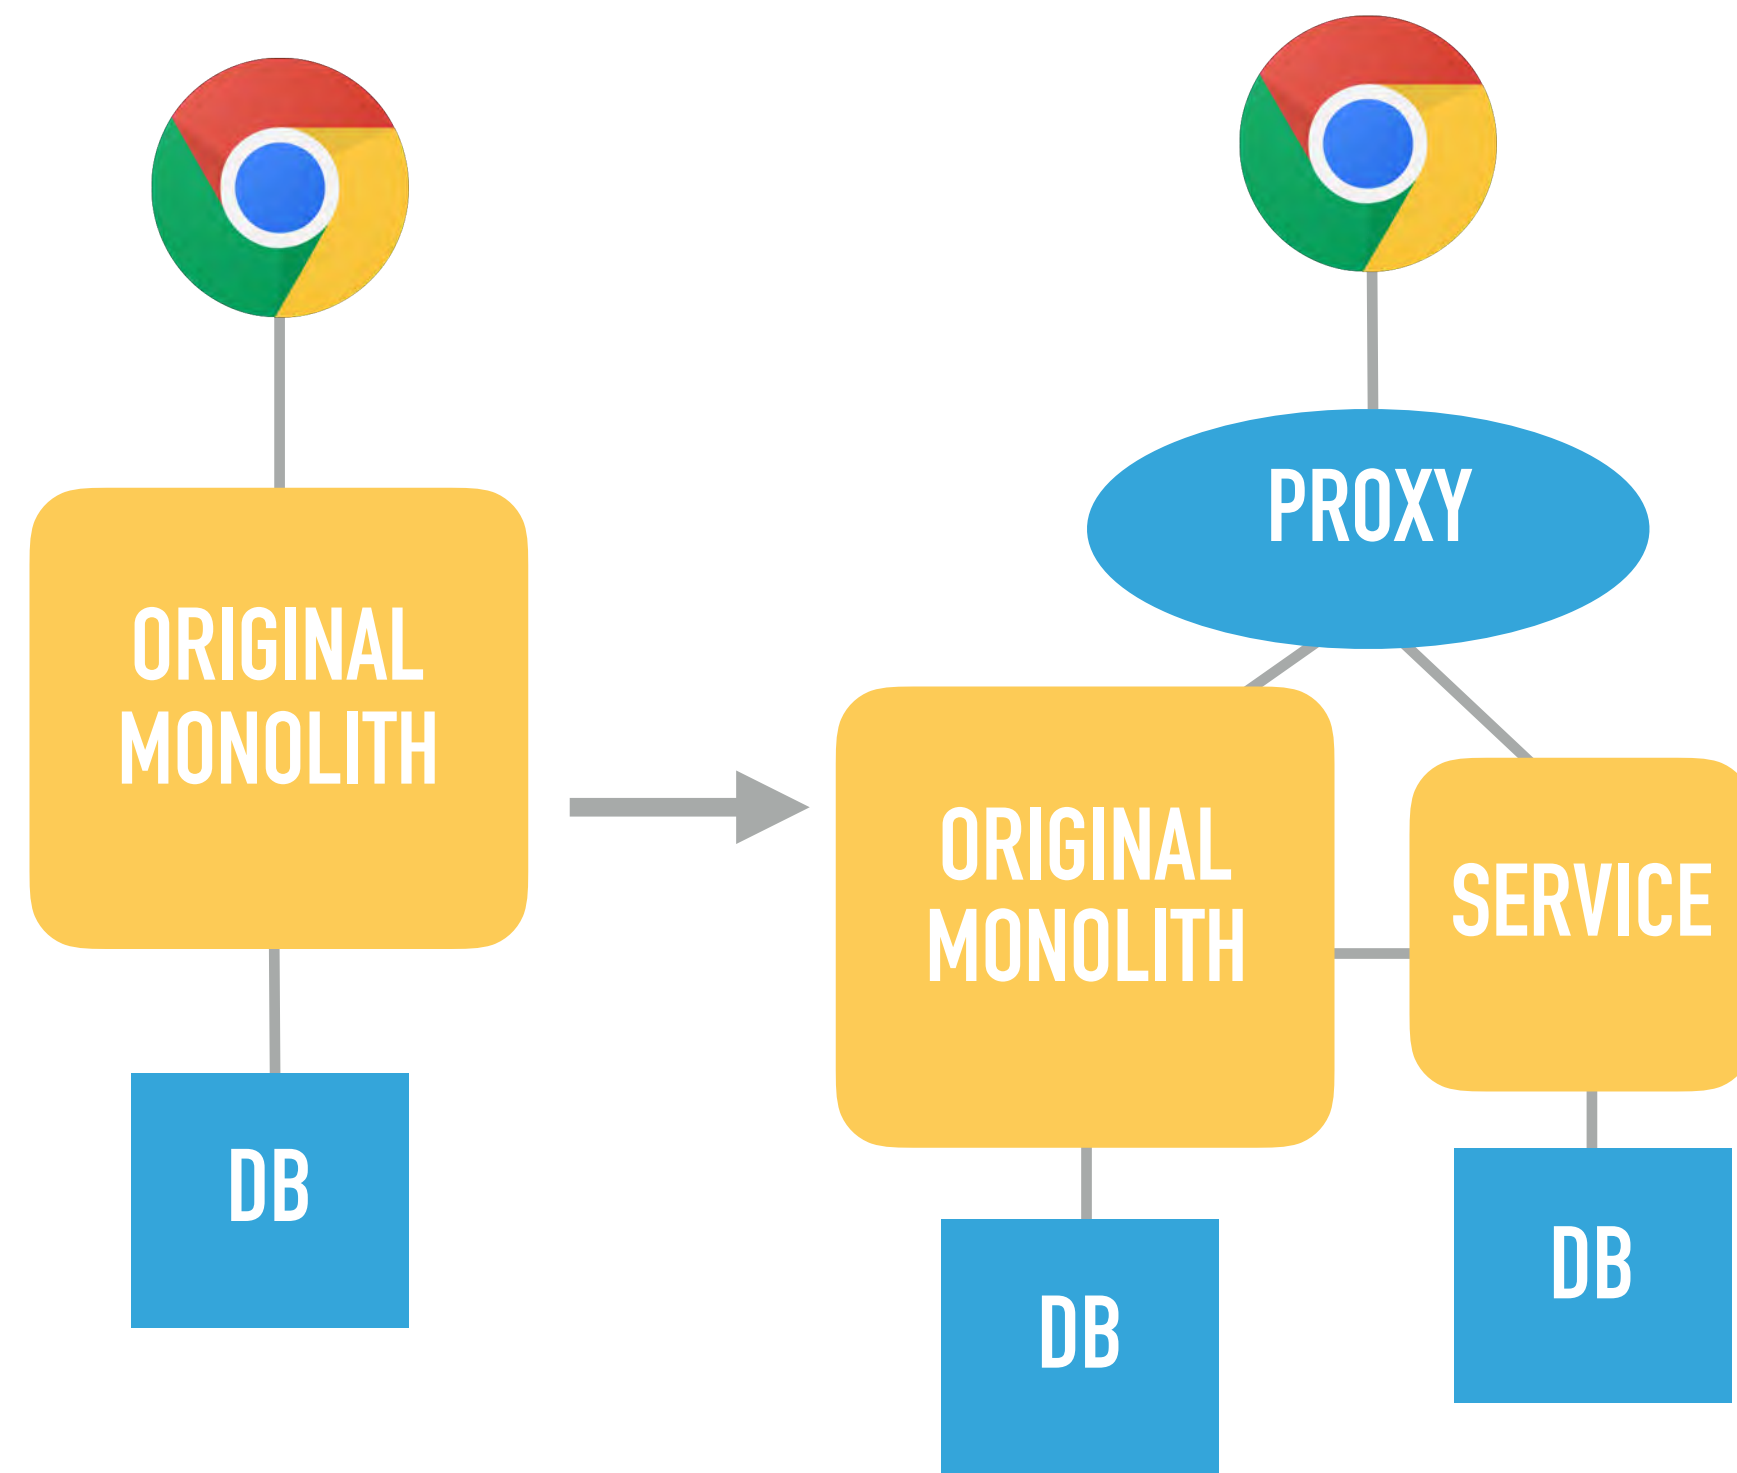 ORIGINAL
MONOLITH
DB
PROXY
ORIGINAL
MONOLITH
SERVICE
DB
DB